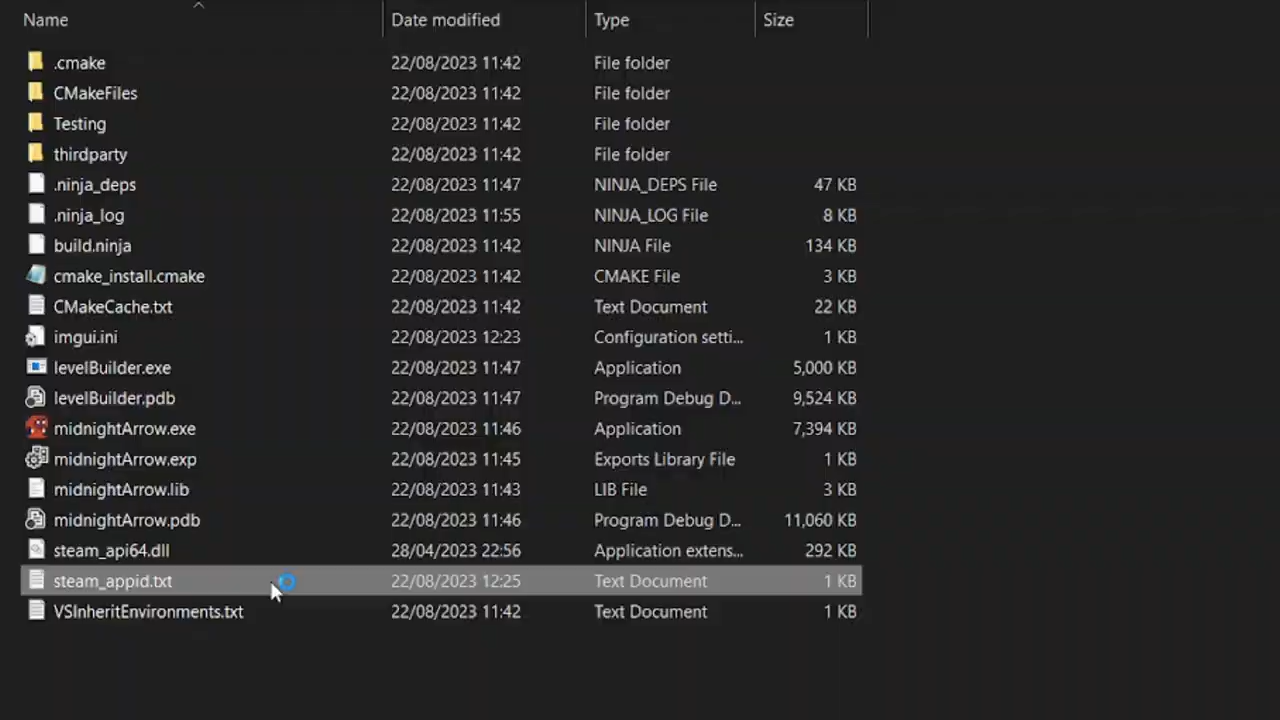 Name Date modified Type Size
.cmake 22/08/2023 11:42 File folder
CMakeFiles 22/08/2023 11:42 File folder
Testing 22/08/2023 11:42 File folder
thirdparty 22/08/2023 11:42 File folder
.ninja_deps 22/08/2023 11:47 NINJA_DEPS File 47 KB
.ninja_log 22/08/2023 11:55 NINJA_LOG File 8 KB
build.ninja 22/08/2023 11:42 NINJA File 134 KB
cmake_install.cmake 22/08/2023 11:42 CMAKE File 3 KB
CMakeCache.txt 22/08/2023 11:42 Text Document 22 KB
imgui.ini 22/08/2023 12:23 Configuration setti... 1 KB
levelBuilder.exe 22/08/2023 11:47 Application 5,000 KB
levelBuilder.pdb 22/08/2023 11:47 Program Debug D... 9,524 KB
midnightArrow.exe 22/08/2023 11:46 Application 7,394 KB
midnightArrow.exp 22/08/2023 11:45 Exports Library File 1 KB
midnightArrow.lib 22/08/2023 11:43 LIB File 3 KB
midnightArrow.pdb 22/08/2023 11:46 Program Debug D... 11,060 KB
steam_api64.dll 28/04/2023 22:56 Application extens... 292 KB
steam_appid.txt 22/08/2023 12:25 Text Document 1 KB
VSInheritEnvironments.txt 22/08/2023 11:42 Text Document 1 KB